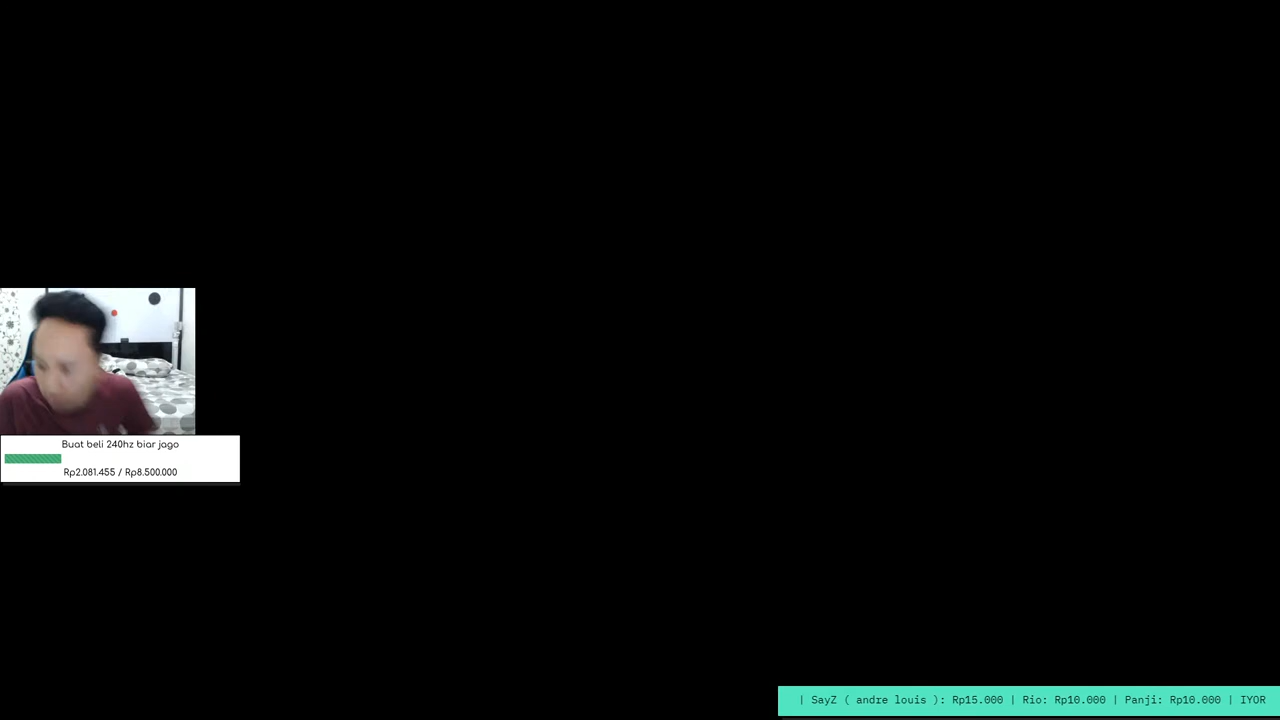 Buat beli 240hz biar jago
Rp2.081.455 / Rp8.500.000
| SayZ ( andre louis ): Rp15.000 | Rio: Rp10.000 | Panji: Rp10.000 | IYOR